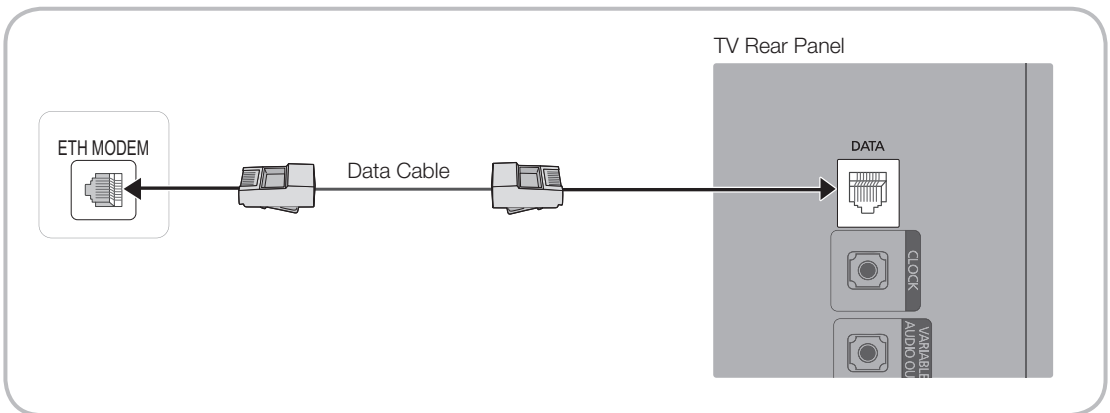 TV Rear Panel
ETH MODEM
Data Cable
DATA
CLOCK
VARIABLE
AUDIO OU